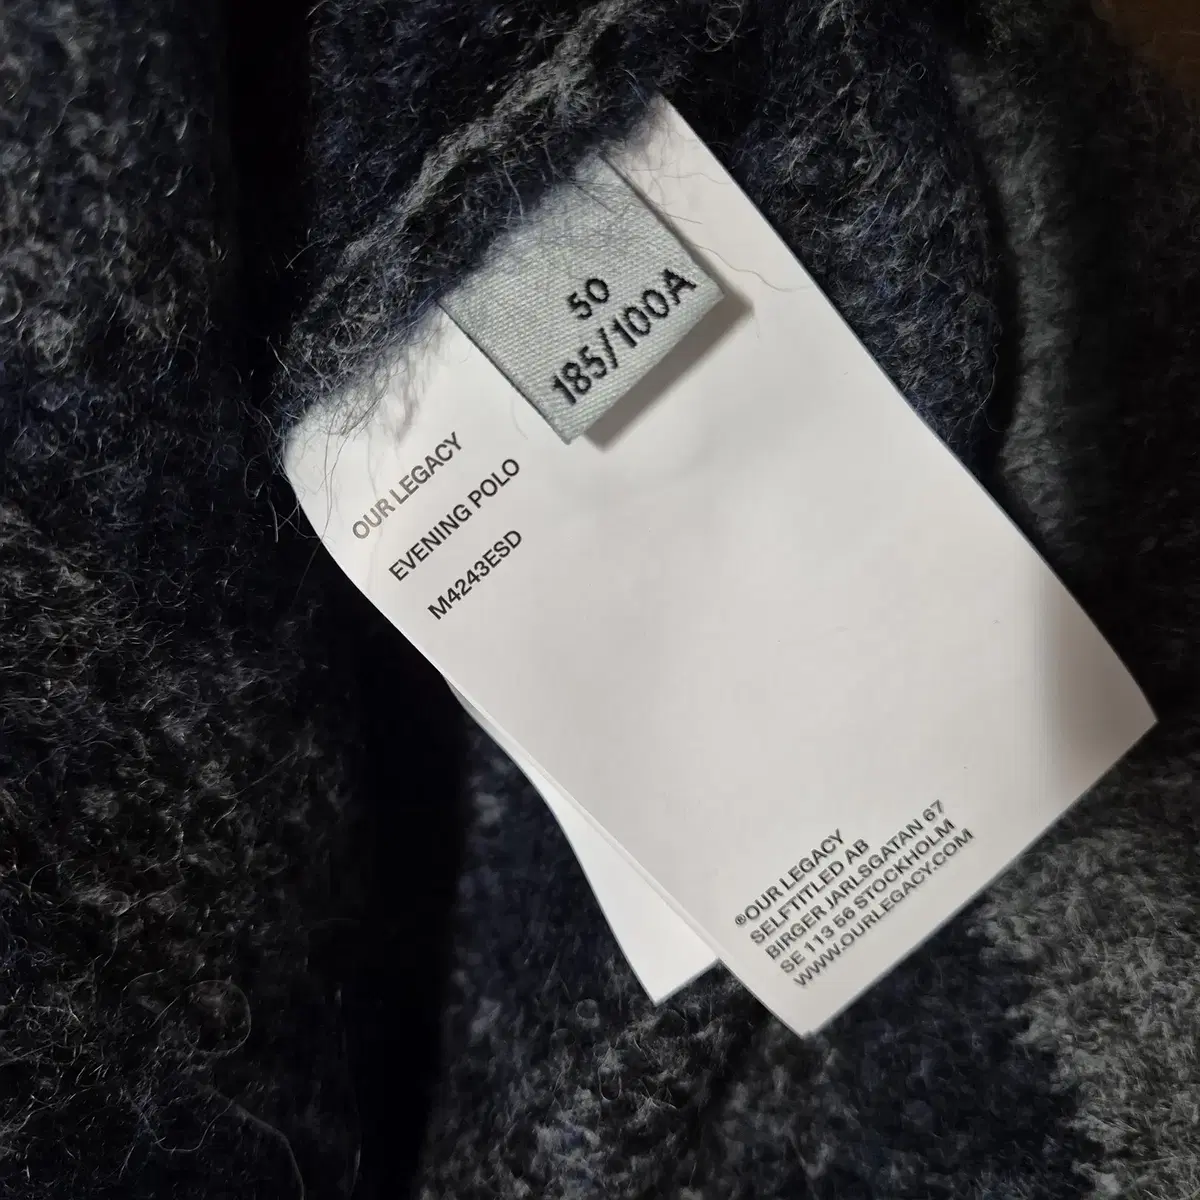 50
185/100A
OUR LEGACY
EVENING POLO
M4243ESD
©OUR LEGACY
SELFTITLED AB
BIRGER JARLSGATAN 67
SE 113 56 STOCKHOLM
WWW.OURLEGACY.COM